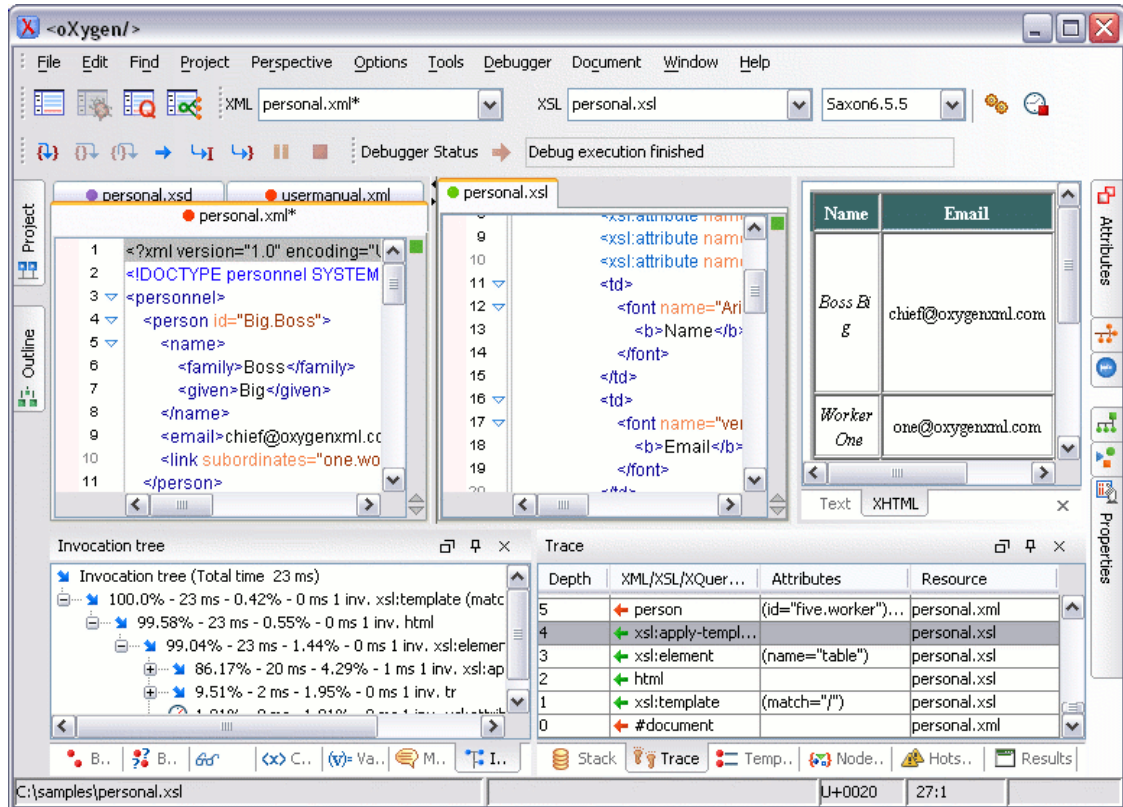 <oXygen/>
File Edit Find Project Perspective Options Tools Debugger Document Window Help
XML personal.xml* XSL personal.xsl Saxon6.5.5
Debugger Status Debug execution finished
Project
Outline
personal.xsd usermanual.xml
personal.xml*
1 <?xml version="1.0" encoding="U
2 <!DOCTYPE personnel SYSTEM
3 <personnel>
4 <person id="Big.Boss">
5 <name>
6 <family>Boss</family>
7 <given>Big</given>
8 </name>
9 <email>chief@oxygenxml.cc
10 <link subordinates="one.wo
11 </person>
personal.xsl
8 <xsl:attribute nam
9 <xsl:attribute name
10 <xsl:attribute name
11 <td>
12 <font name="Ari
13 <b>Name</b>
14 </font>
15 </td>
16 <td>
17 <font name="ver
18 <b>Email</b>
19 </font>
20 </td>
Name Email
Boss Bi
g
chief@oxygenxml.com
Worker
One
one@oxygenxml.com
Text XHTML
Attributes
Properties
Invocation tree
Invocation tree (Total time 23 ms)
100.0% - 23 ms - 0.42% - 0 ms 1 inv. xsl:template (matc
99.58% - 23 ms - 0.55% - 0 ms 1 inv. html
99.04% - 23 ms - 1.44% - 0 ms 1 inv. xsl:elemer
86.17% - 20 ms - 4.29% - 1 ms 1 inv. xsl:ap
9.51% - 2 ms - 1.95% - 0 ms 1 inv. tr
B.. B.. C.. Va.. M.. I..
Trace
Depth XML/XSL/XQuer... Attributes Resource
5 person (id="five.worker")... personal.xml
4 xsl:apply-templ... personal.xsl
3 xsl:element (name="table") personal.xsl
2 html personal.xsl
1 xsl:template (match="/") personal.xsl
0 #document personal.xml
Stack Trace Temp.. Node.. Hots.. Results
C:\samples\personal.xsl U+0020 27:1